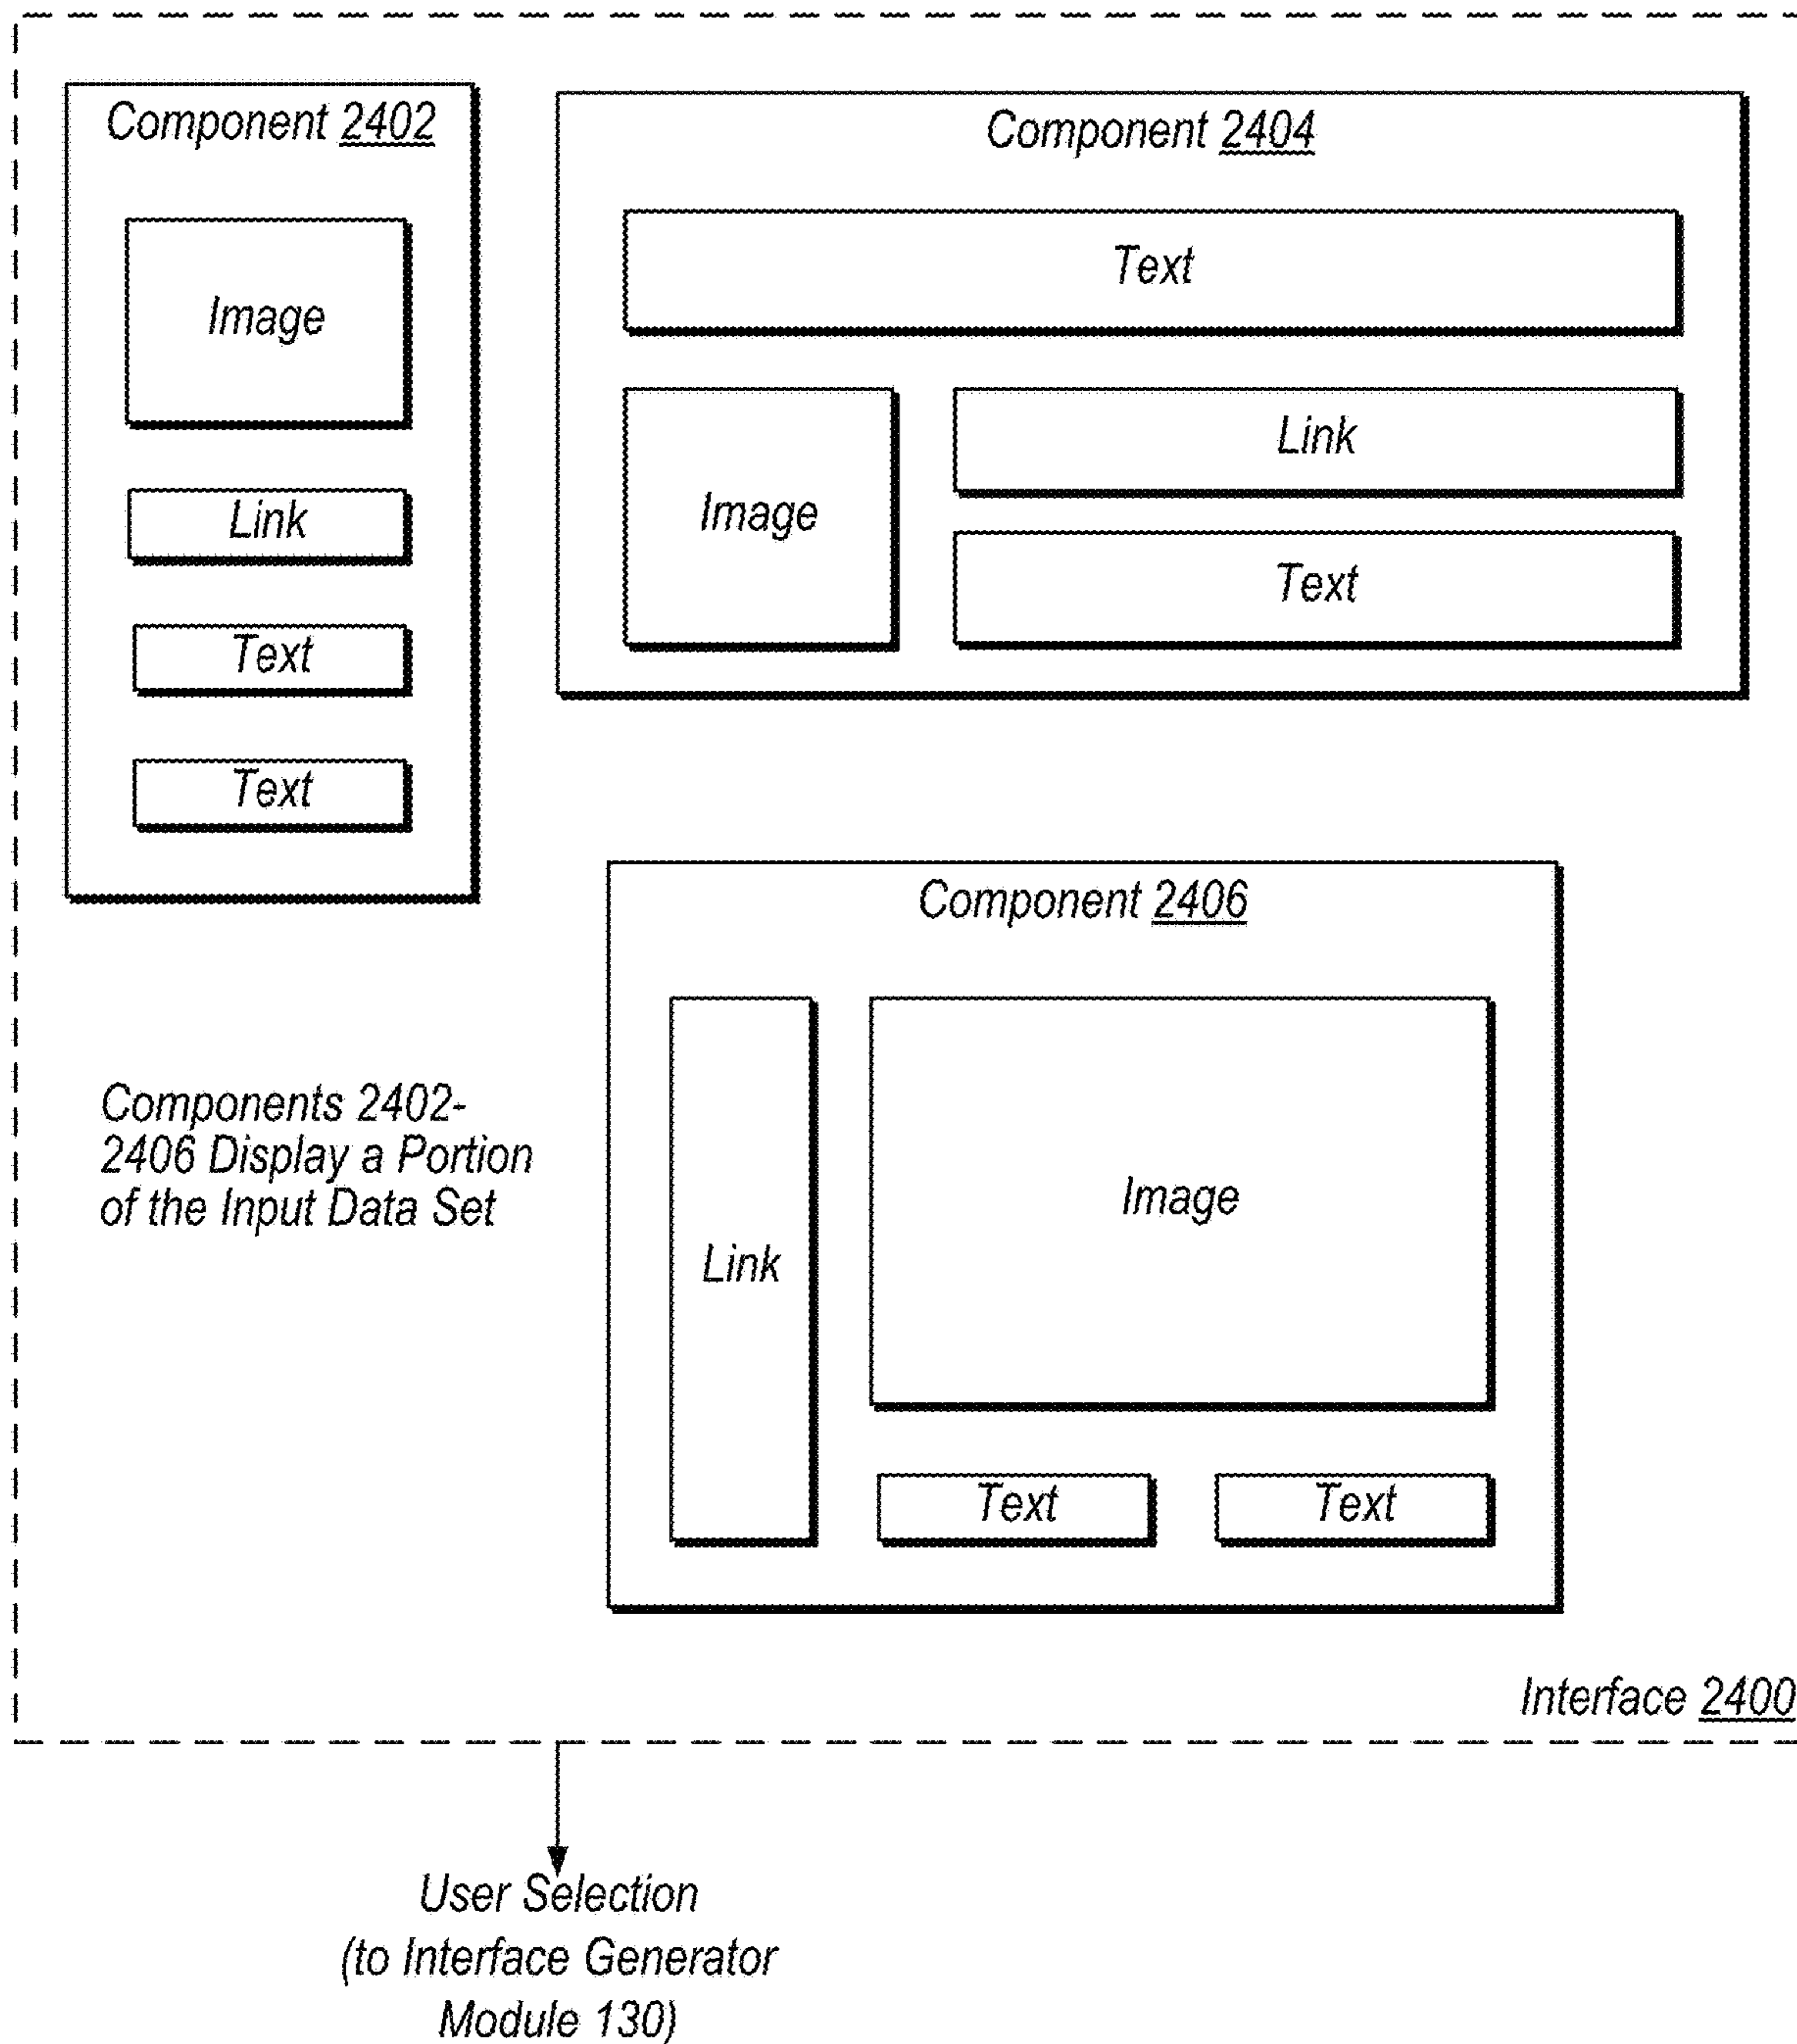 Component 2402
Image
Link
Text
Text
Component 2404
Text
Image
Link
Text
Component 2406
Link
Image
Text
Text
Components 2402-
2406 Display a Portion
of the Input Data Set
Interface 2400
User Selection
(to Interface Generator
Module 130)